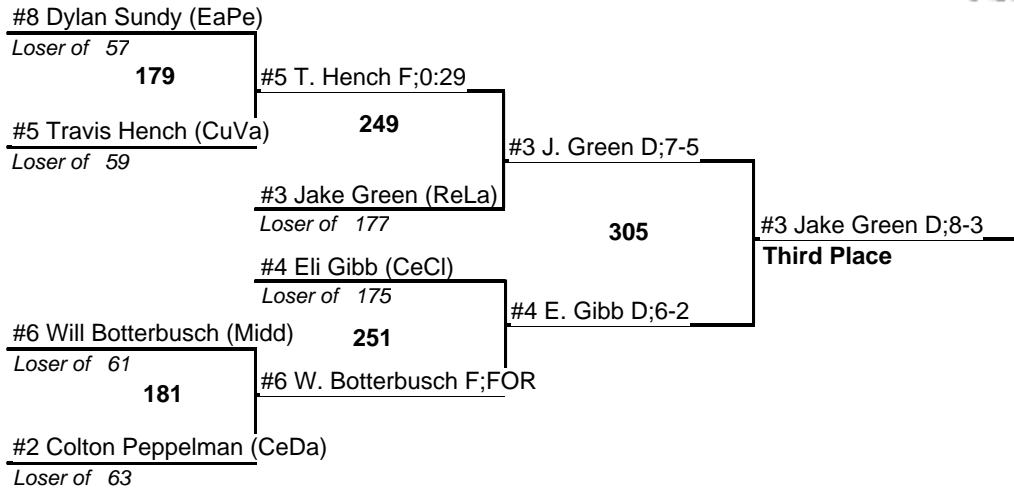 #8 Dylan Sundy (EaPe)
Loser of 57
179
#5 T. Hench F;0:29
#5 Travis Hench (CuVa)
Loser of 59
249
#3 J. Green D;7-5
#3 Jake Green (ReLa)
Loser of 177
305
#3 Jake Green D;8-3
Third Place
#4 Eli Gibb (CeCl)
Loser of 175
#4 E. Gibb D;6-2
#6 Will Botterbusch (Midd)
Loser of 61
251
181
#6 W. Botterbusch F;FOR
#2 Colton Peppelman (CeDa)
Loser of 63